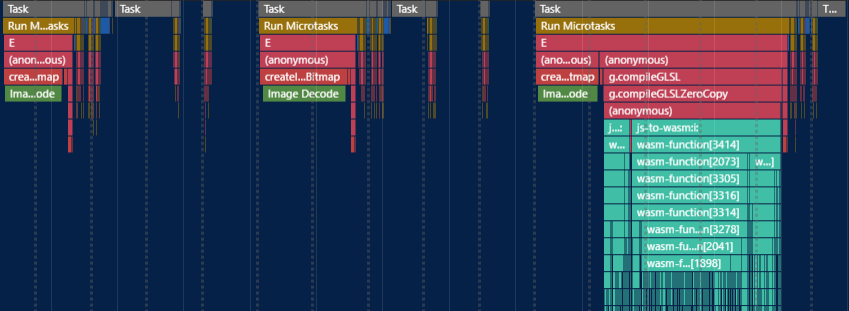 Task Task Task Task Task T...
Run M...asks Run Microtasks Run Microtasks
E E E
(anon...ous) (anonymous) (ano...ous) (anonymous)
crea...map createI...Bitmap crea...tmap g.compileGLSL
Ima...ode Image Decode Ima...ode g.compileGLSLZeroCopy
(anonymous)
j...: js-to-wasm:i:
w... wasm-function[3414]
wasm-function[2073] w...]
wasm-function[3305]
wasm-function[3316]
wasm-function[3314]
wasm-fun...n[3278]
wasm-fu...n[2041]
wasm-f...[1898]